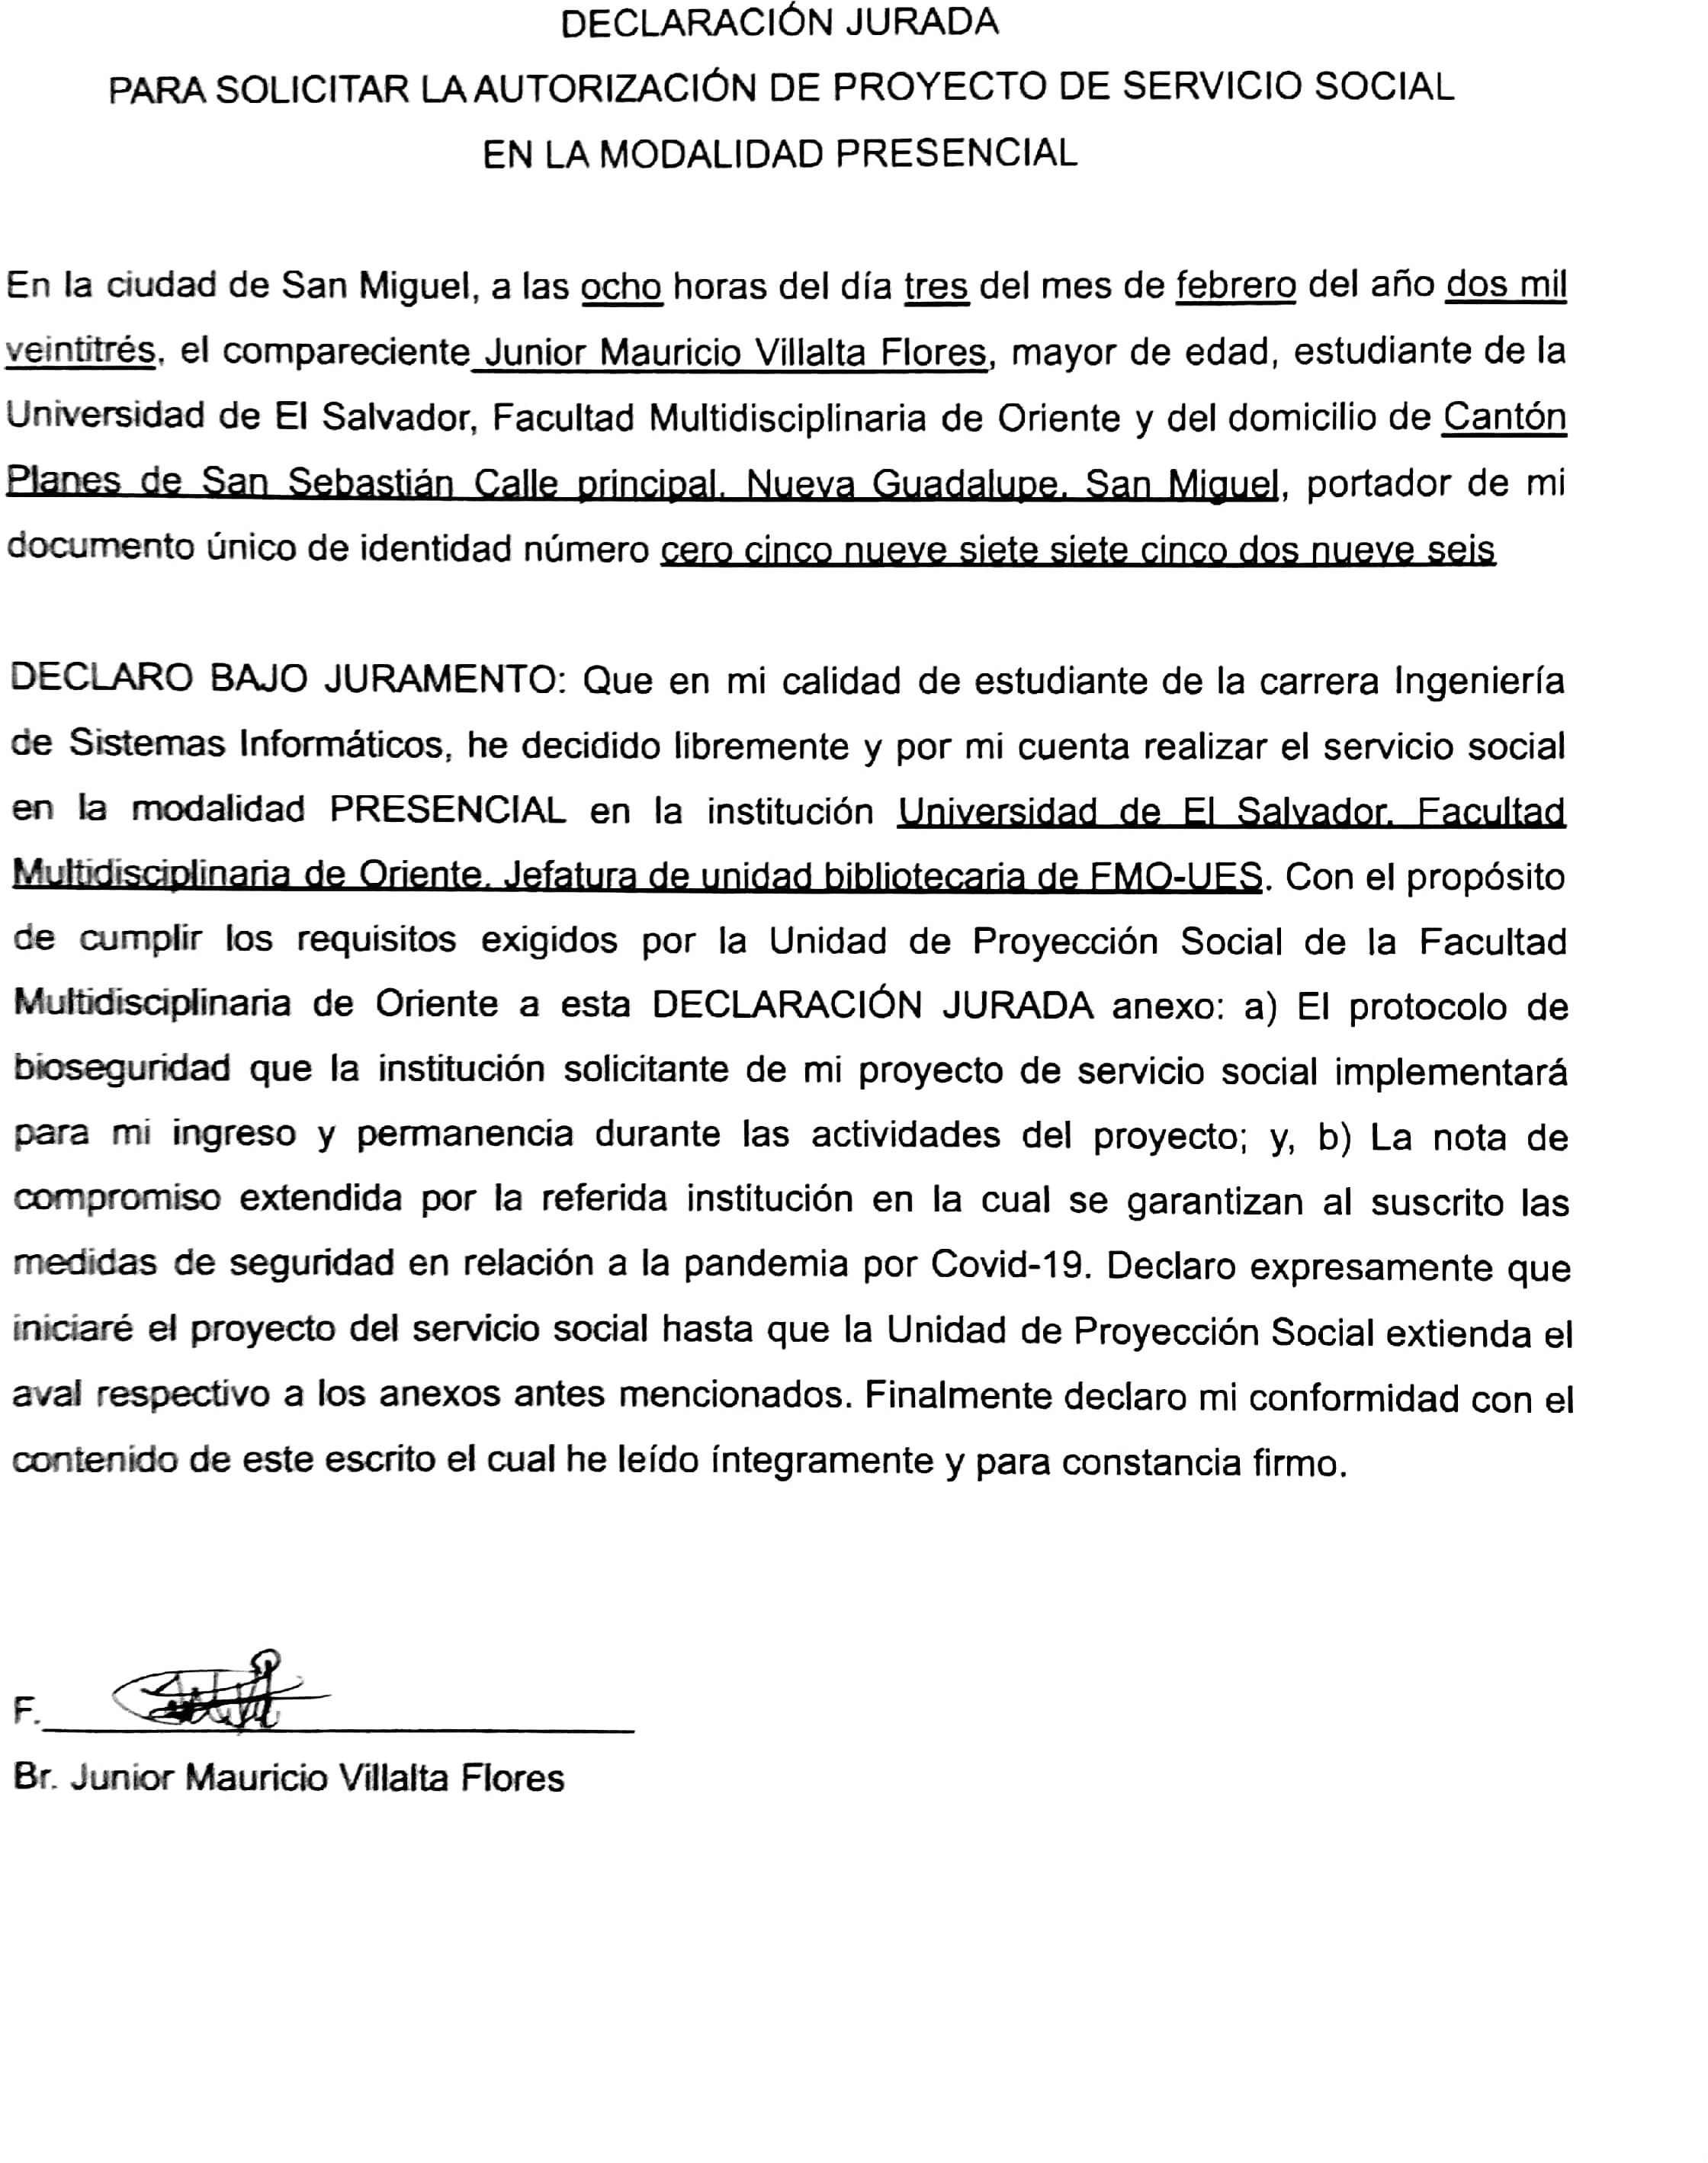 DECLARACIÓN JURADA
PARA SOLICITAR LA AUTORIZACIÓN DE PROYECTO DE SERVICIO SOCIAL
EN LA MODALIDAD PRESENCIAL
En la ciudad de San Miguel, a las ocho horas del día tres del mes de febrero del año dos mil
veintitrés, el compareciente Junior Mauricio Villalta Flores, mayor de edad, estudiante de la
Universidad de El Salvador, Facultad Multidisciplinaria de Oriente y del domicilio de Cantón
Planes de San Sebastián Calle principal, Nueva Guadalupe, San Miguel, portador de mi
documento único de identidad número cero cinco nueve siete siete cinco dos nueve seis
DECLARO BAJO JURAMENTO: Que en mi calidad de estudiante de la carrera Ingeniería
de Sistemas Informáticos, he decidido libremente y por mi cuenta realizar el servicio social
en la modalidad PRESENCIAL en la institución Universidad de El Salvador, Facultad
Multidisciplinaria de Oriente, Jefatura de unidad bibliotecaria de FMO-UES. Con el propósito
de cumplir los requisitos exigidos por la Unidad de Proyección Social de la Facultad
Multidisciplinaria de Oriente a esta DECLARACIÓN JURADA anexo: a) El protocolo de
bioseguridad que la institución solicitante de mi proyecto de servicio social implementará
para mi ingreso y permanencia durante las actividades del proyecto; y, b) La nota de
compromiso extendida por la referida institución en la cual se garantizan al suscrito las
medidas de seguridad en relación a la pandemia por Covid-19. Declaro expresamente que
iniciaré el proyecto del servicio social hasta que la Unidad de Proyección Social extienda el
aval respectivo a los anexos antes mencionados. Finalmente declaro mi conformidad con el
contenido de este escrito el cual he leído íntegramente y para constancia firmo.
F.
Br. Junior Mauricio Villalta Flores